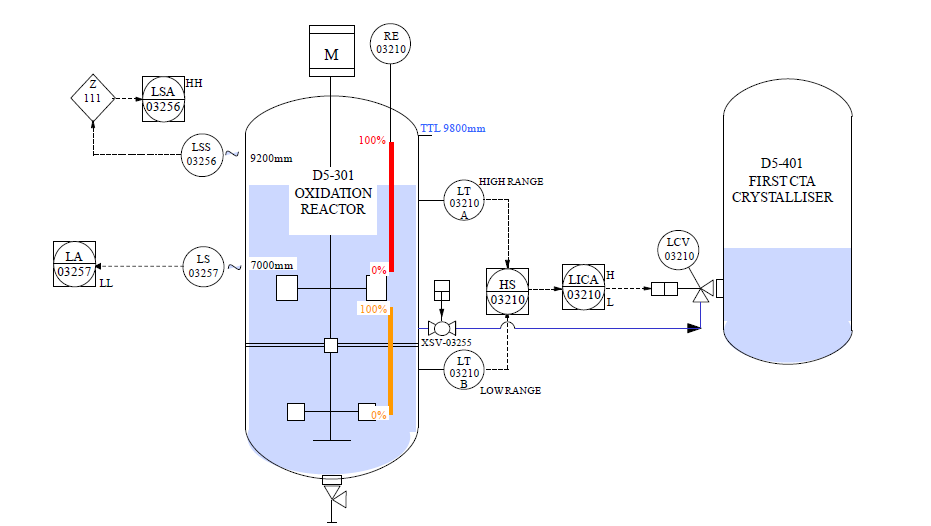 RE
03210
M
Z
111
LSA
03256
HH
TTL 9800mm
100%
LSS
03256
9200mm
D5-301
OXIDATION
REACTOR
D5-401
FIRST CTA
CRYSTALLISER
HIGH RANGE
LT
03210
A
LA
03257
LL
LS
03257
7000mm
0%
HS
03210
LICA
03210
H
L
LCV
03210
100%
XSV-03255
LT
03210
B
LOW RANGE
0%